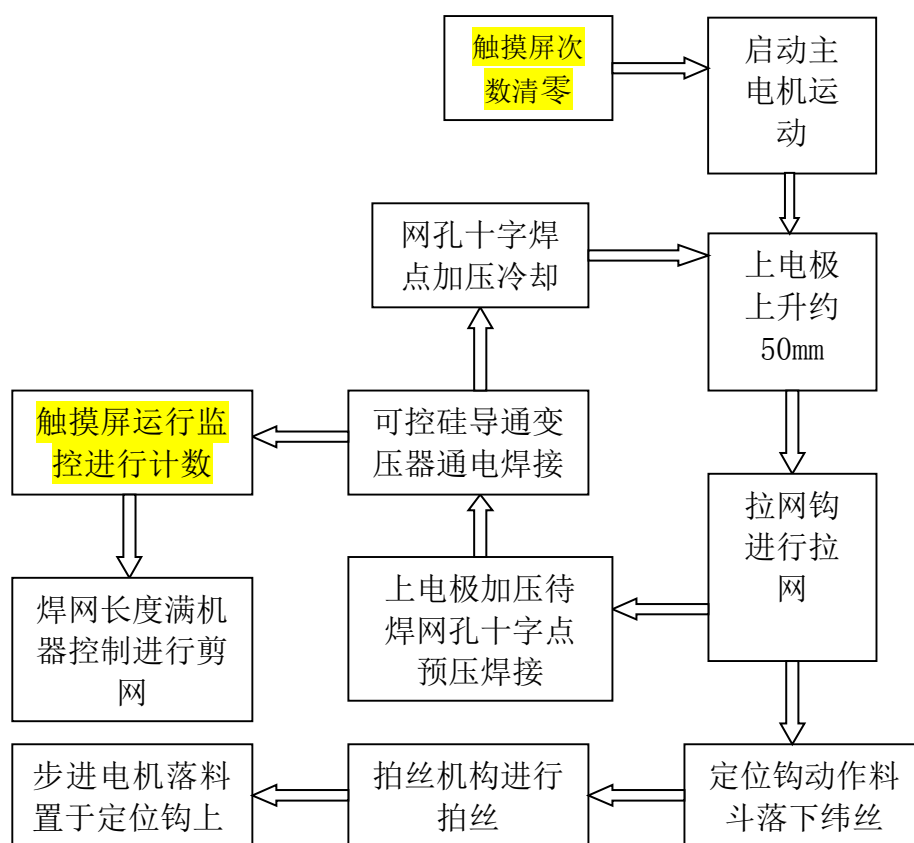 触摸屏次
数清零
启动主
电机运
动
网孔十字焊
点加压冷却
上电极
上升约
50mm
触摸屏运行监
控进行计数
可控硅导通变
压器通电焊接
拉网钩
进行拉
网
焊网长度满机
器控制进行剪
网
上电极加压待
焊网孔十字点
预压焊接
步进电机落料
置于定位钩上
拍丝机构进行
拍丝
定位钩动作料
斗落下纬丝